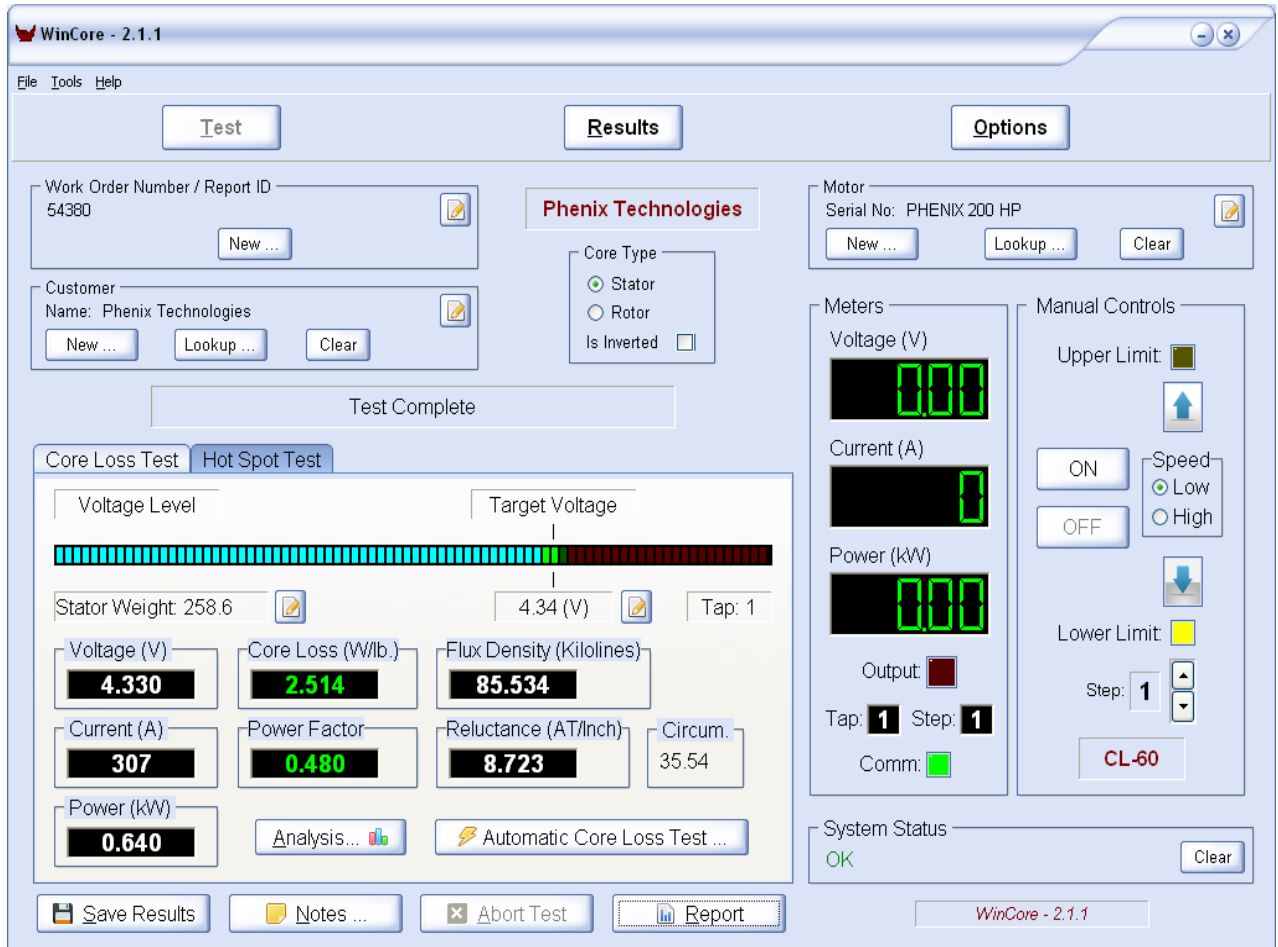 WinCore - 2.1.1
File Tools Help
Test
Results
Options
Work Order Number / Report ID
54380
New ...
Customer
Name: Phenix Technologies
New ...
Lookup ...
Clear
Phenix Technologies
Core Type
Stator
Rotor
Is Inverted
Motor
Serial No: PHENIX 200 HP
New ...
Lookup ...
Clear
Test Complete
Core Loss Test
Hot Spot Test
Voltage Level
Target Voltage
Stator Weight: 258.6
4.34 (V)
Tap: 1
Voltage (V)
4.330
Core Loss (W/lb.)
2.514
Flux Density (Kilolines)
85.534
Current (A)
307
Power Factor
0.480
Reluctance (AT/Inch)
8.723
Circum.
35.54
Power (kW)
0.640
Analysis...
Automatic Core Loss Test ...
Save Results
Notes ...
Abort Test
Report
Meters
Voltage (V)
0.00
Current (A)
0
Power (kW)
0.00
Output:
Tap: 1 Step: 1
Comm:
Manual Controls
Upper Limit:
ON
OFF
Speed
Low
High
Lower Limit:
Step: 1
CL-60
System Status
OK
Clear
WinCore - 2.1.1